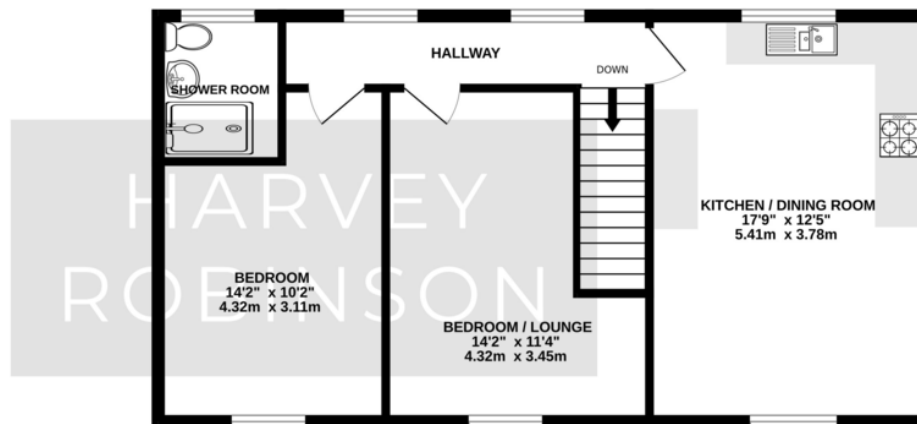 HALLWAY
DOWN
SHOWER ROOM
HARVEY
ROBINSON
KITCHEN / DINING ROOM
17'9" x 12'5"
5.41m x 3.78m
BEDROOM
14'2" x 10'2"
4.32m x 3.11m
BEDROOM / LOUNGE
14'2" x 11'4"
4.32m x 3.45m